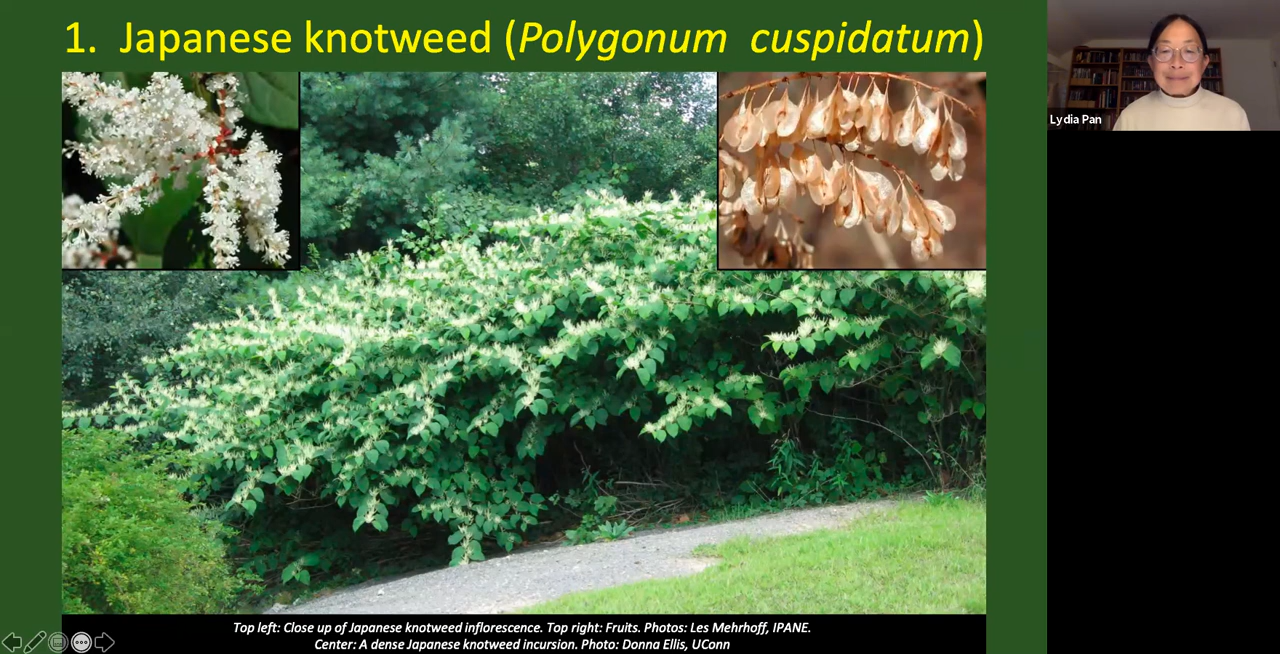 1. Japanese knotweed (Polygonum cuspidatum)
Lydia Pan
Top left: Close up of Japanese knotweed inflorescence. Top right: Fruits. Photos: Les Mehrhoff, IPANE.
Center: A dense Japanese knotweed incursion. Photo: Donna Ellis, UConn